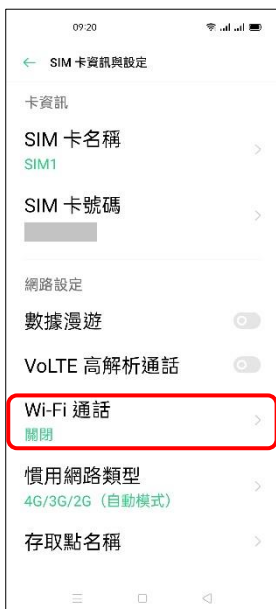 09:20
SIM 卡資訊與設定
卡資訊
SIM 卡名稱
SIM1
SIM 卡號碼
網路設定
數據漫遊
VoLTE 高解析通話
Wi-Fi 通話
關閉
慣用網路類型
4G/3G/2G（自動模式）
存取點名稱